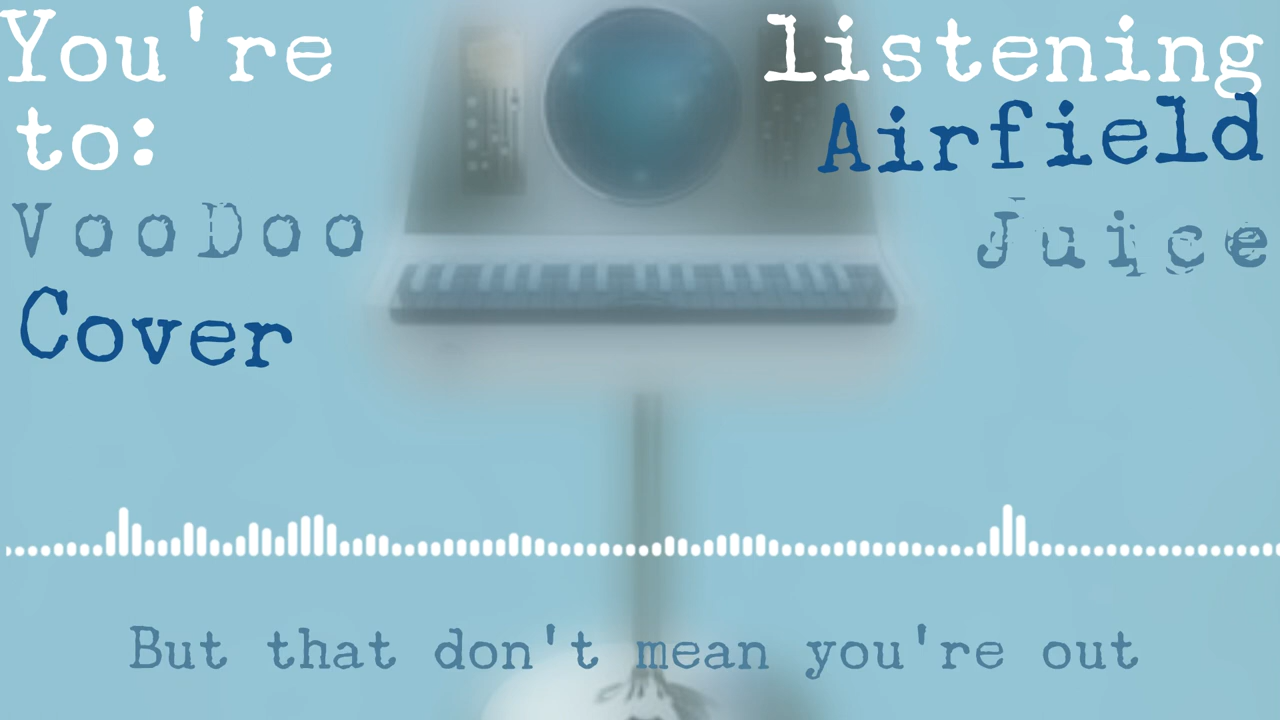 You're listening
to: Airfield
VooDoo Juice
Cover
But that don't mean you're out